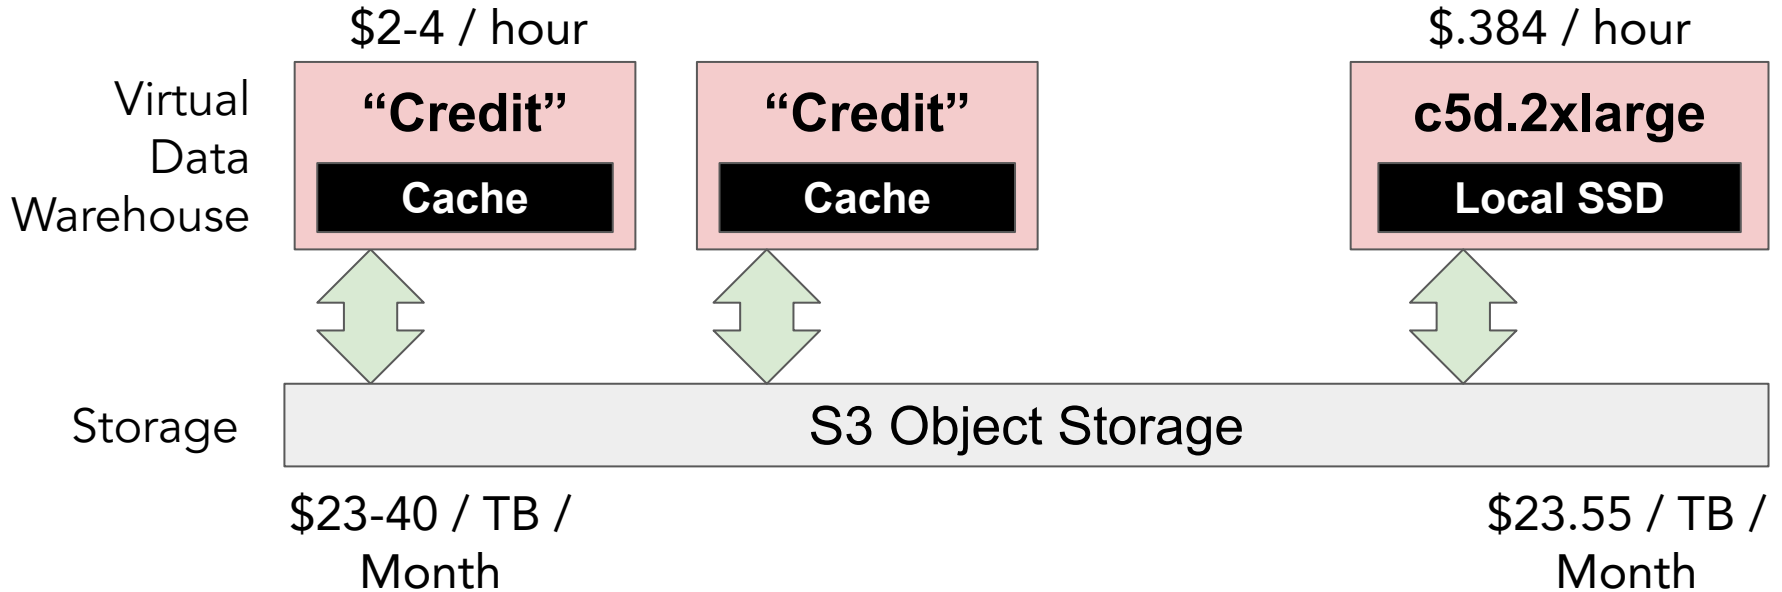 $2-4 / hour
$.384 / hour
Virtual
Data
Warehouse
“Credit”
Cache
“Credit”
Cache
c5d.2xlarge
Local SSD
Storage
S3 Object Storage
$23-40 / TB /
Month
$23.55 / TB /
Month